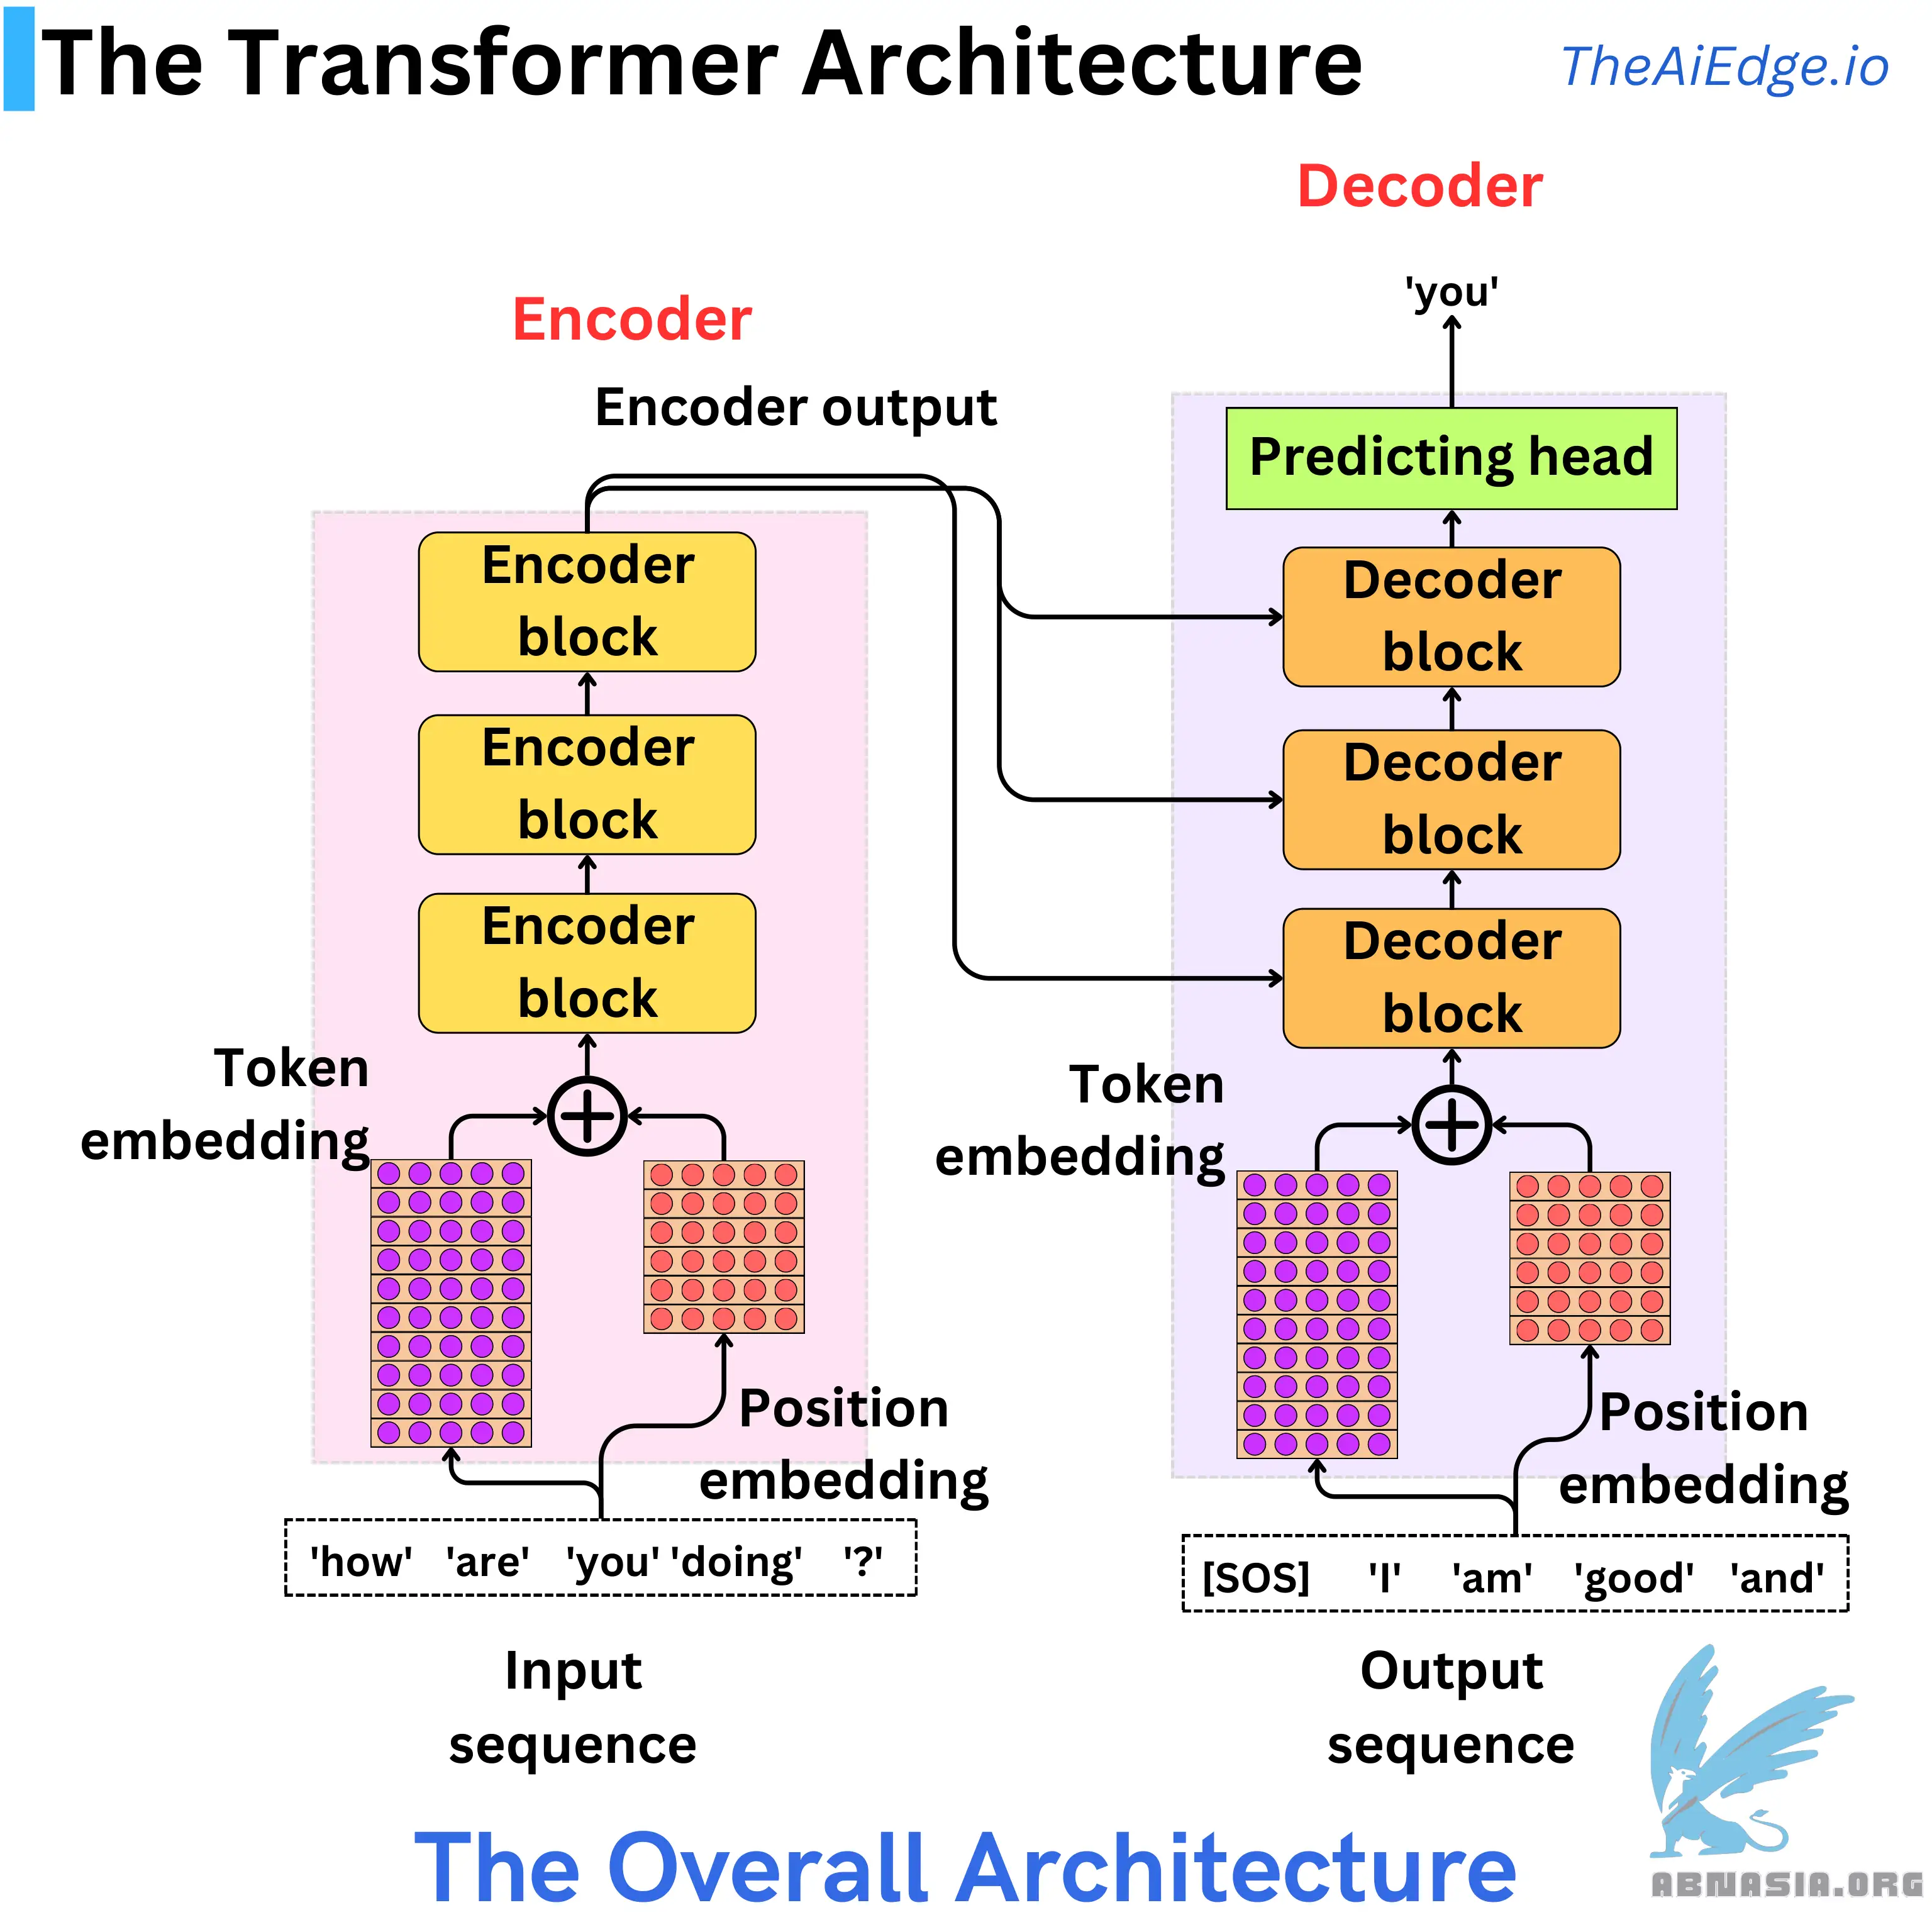 The Transformer Architecture
TheAiEdge.io
Decoder
'you'
Encoder
Encoder output
Predicting head
Encoder
block
Decoder
block
Encoder
block
Decoder
block
Encoder
block
Decoder
block
Token
embedding
Token
embedding
Position
embedding
Position
embedding
'how' 'are' 'you' 'doing' '?'
[SOS] 'I' 'am' 'good' 'and'
Input
sequence
Output
sequence
The Overall Architecture
ABNASIA.ORG